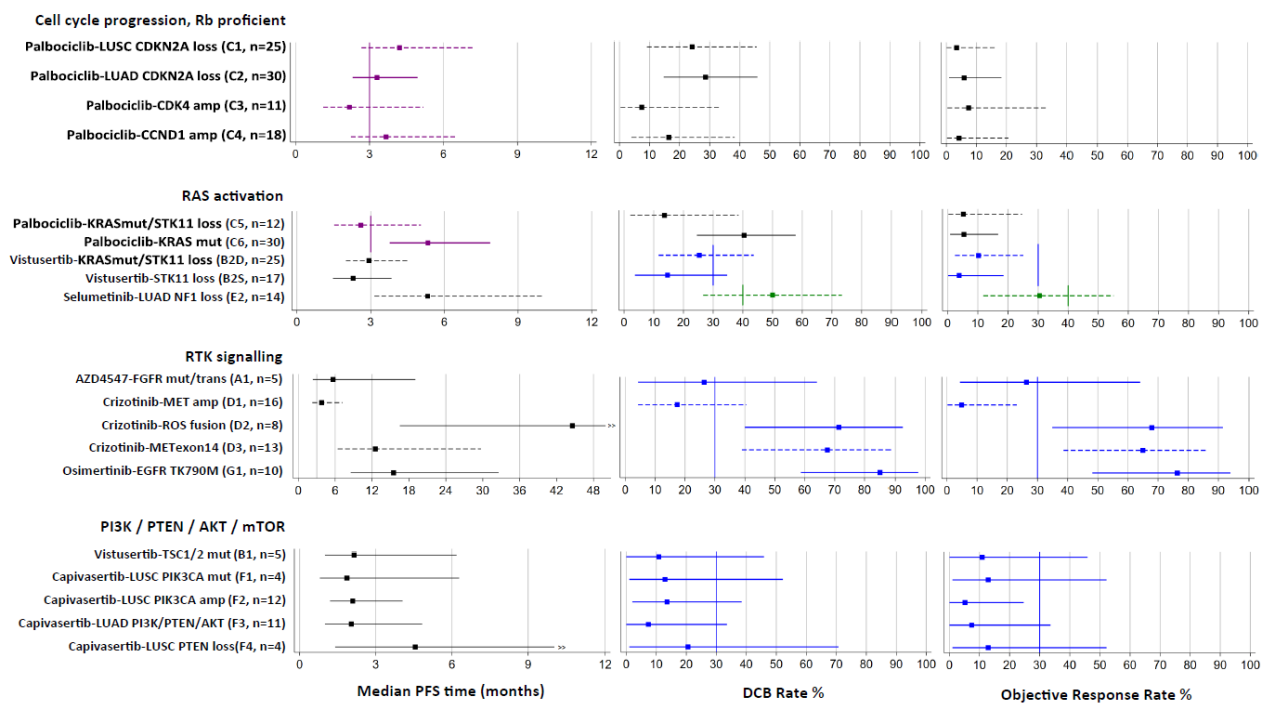 Cell cycle progression, Rb proficient
Palbociclib-LUSC CDKN2A loss (C1, n=25)
Palbociclib-LUAD CDKN2A loss (C2, n=30)
Palbociclib-CDK4 amp (C3, n=11)
Palbociclib-CCND1 amp (C4, n=18)
0 3 6 9 12 0 10 20 30 40 50 60 70 80 90 100 0 10 20 30 40 50 60 70 80 90 100
RAS activation
Palbociclib-KRASmut/STK11 loss (C5, n=12)
Palbociclib-KRAS mut (C6, n=30)
Vistusertib-KRASmut/STK11 loss (B2D, n=25)
Vistusertib-STK11 loss (B2S, n=17)
Selumetinib-LUAD NF1 loss (E2, n=14)
0 3 6 9 12 0 10 20 30 40 50 60 70 80 90 100 0 10 20 30 40 50 60 70 80 90 100
RTK signalling
AZD4547-FGFR mut/trans (A1, n=5)
Crizotinib-MET amp (D1, n=16)
Crizotinib-ROS fusion (D2, n=8) >>
Crizotinib-METexon14 (D3, n=13)
Osimertinib-EGFR TK790M (G1, n=10)
0 6 12 24 30 36 42 48 0 10 20 30 40 50 60 70 80 90 100 0 10 20 30 40 50 60 70 80 90 100
PI3K / PTEN / AKT / mTOR
Vistusertib-TSC1/2 mut (B1, n=5)
Capivasertib-LUSC PIK3CA mut (F1, n=4)
Capivasertib-LUSC PIK3CA amp (F2, n=12)
Capivasertib-LUAD PI3K/PTEN/AKT (F3, n=11)
Capivasertib-LUSC PTEN loss(F4, n=4) >>
3 6 9 12 0 10 20 30 40 50 60 70 80 90 100 0 10 20 30 40 50 60 70 80 90 100
Median PFS time (months) DCB Rate % Objective Response Rate %